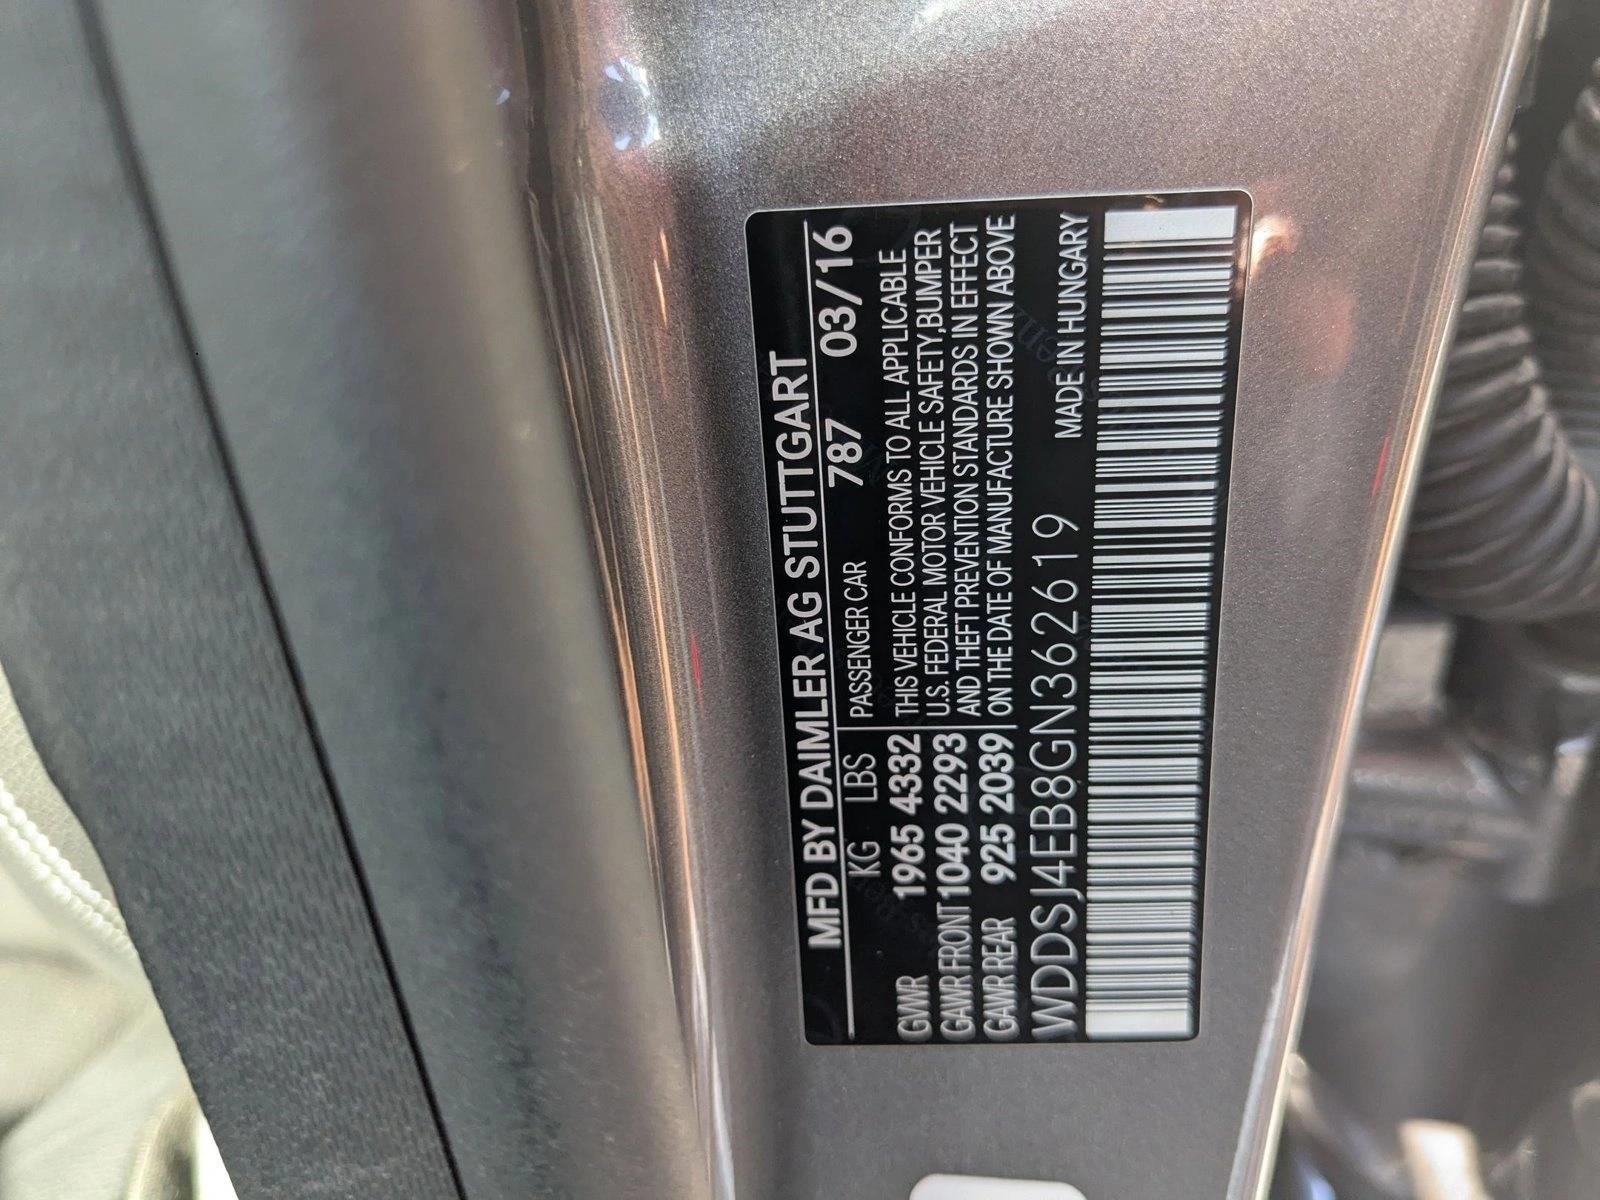 MFD BY DAIMLER AG STUTTGART
KG LBS PASSENGER CAR 787 03/16
GVWR 1965 4332 THIS VEHICLE CONFORMS TO ALL APPLICABLE
U.S. FEDERAL MOTOR VEHICLE SAFETY,BUMPER
GAWR FRONT 1040 2293 AND THEFT PREVENTION STANDARDS IN EFFECT
GAWR REAR 925 2039 ON THE DATE OF MANUFACTURE SHOWN ABOVE
WDDSJ4EB8GN362619 MADE IN HUNGARY